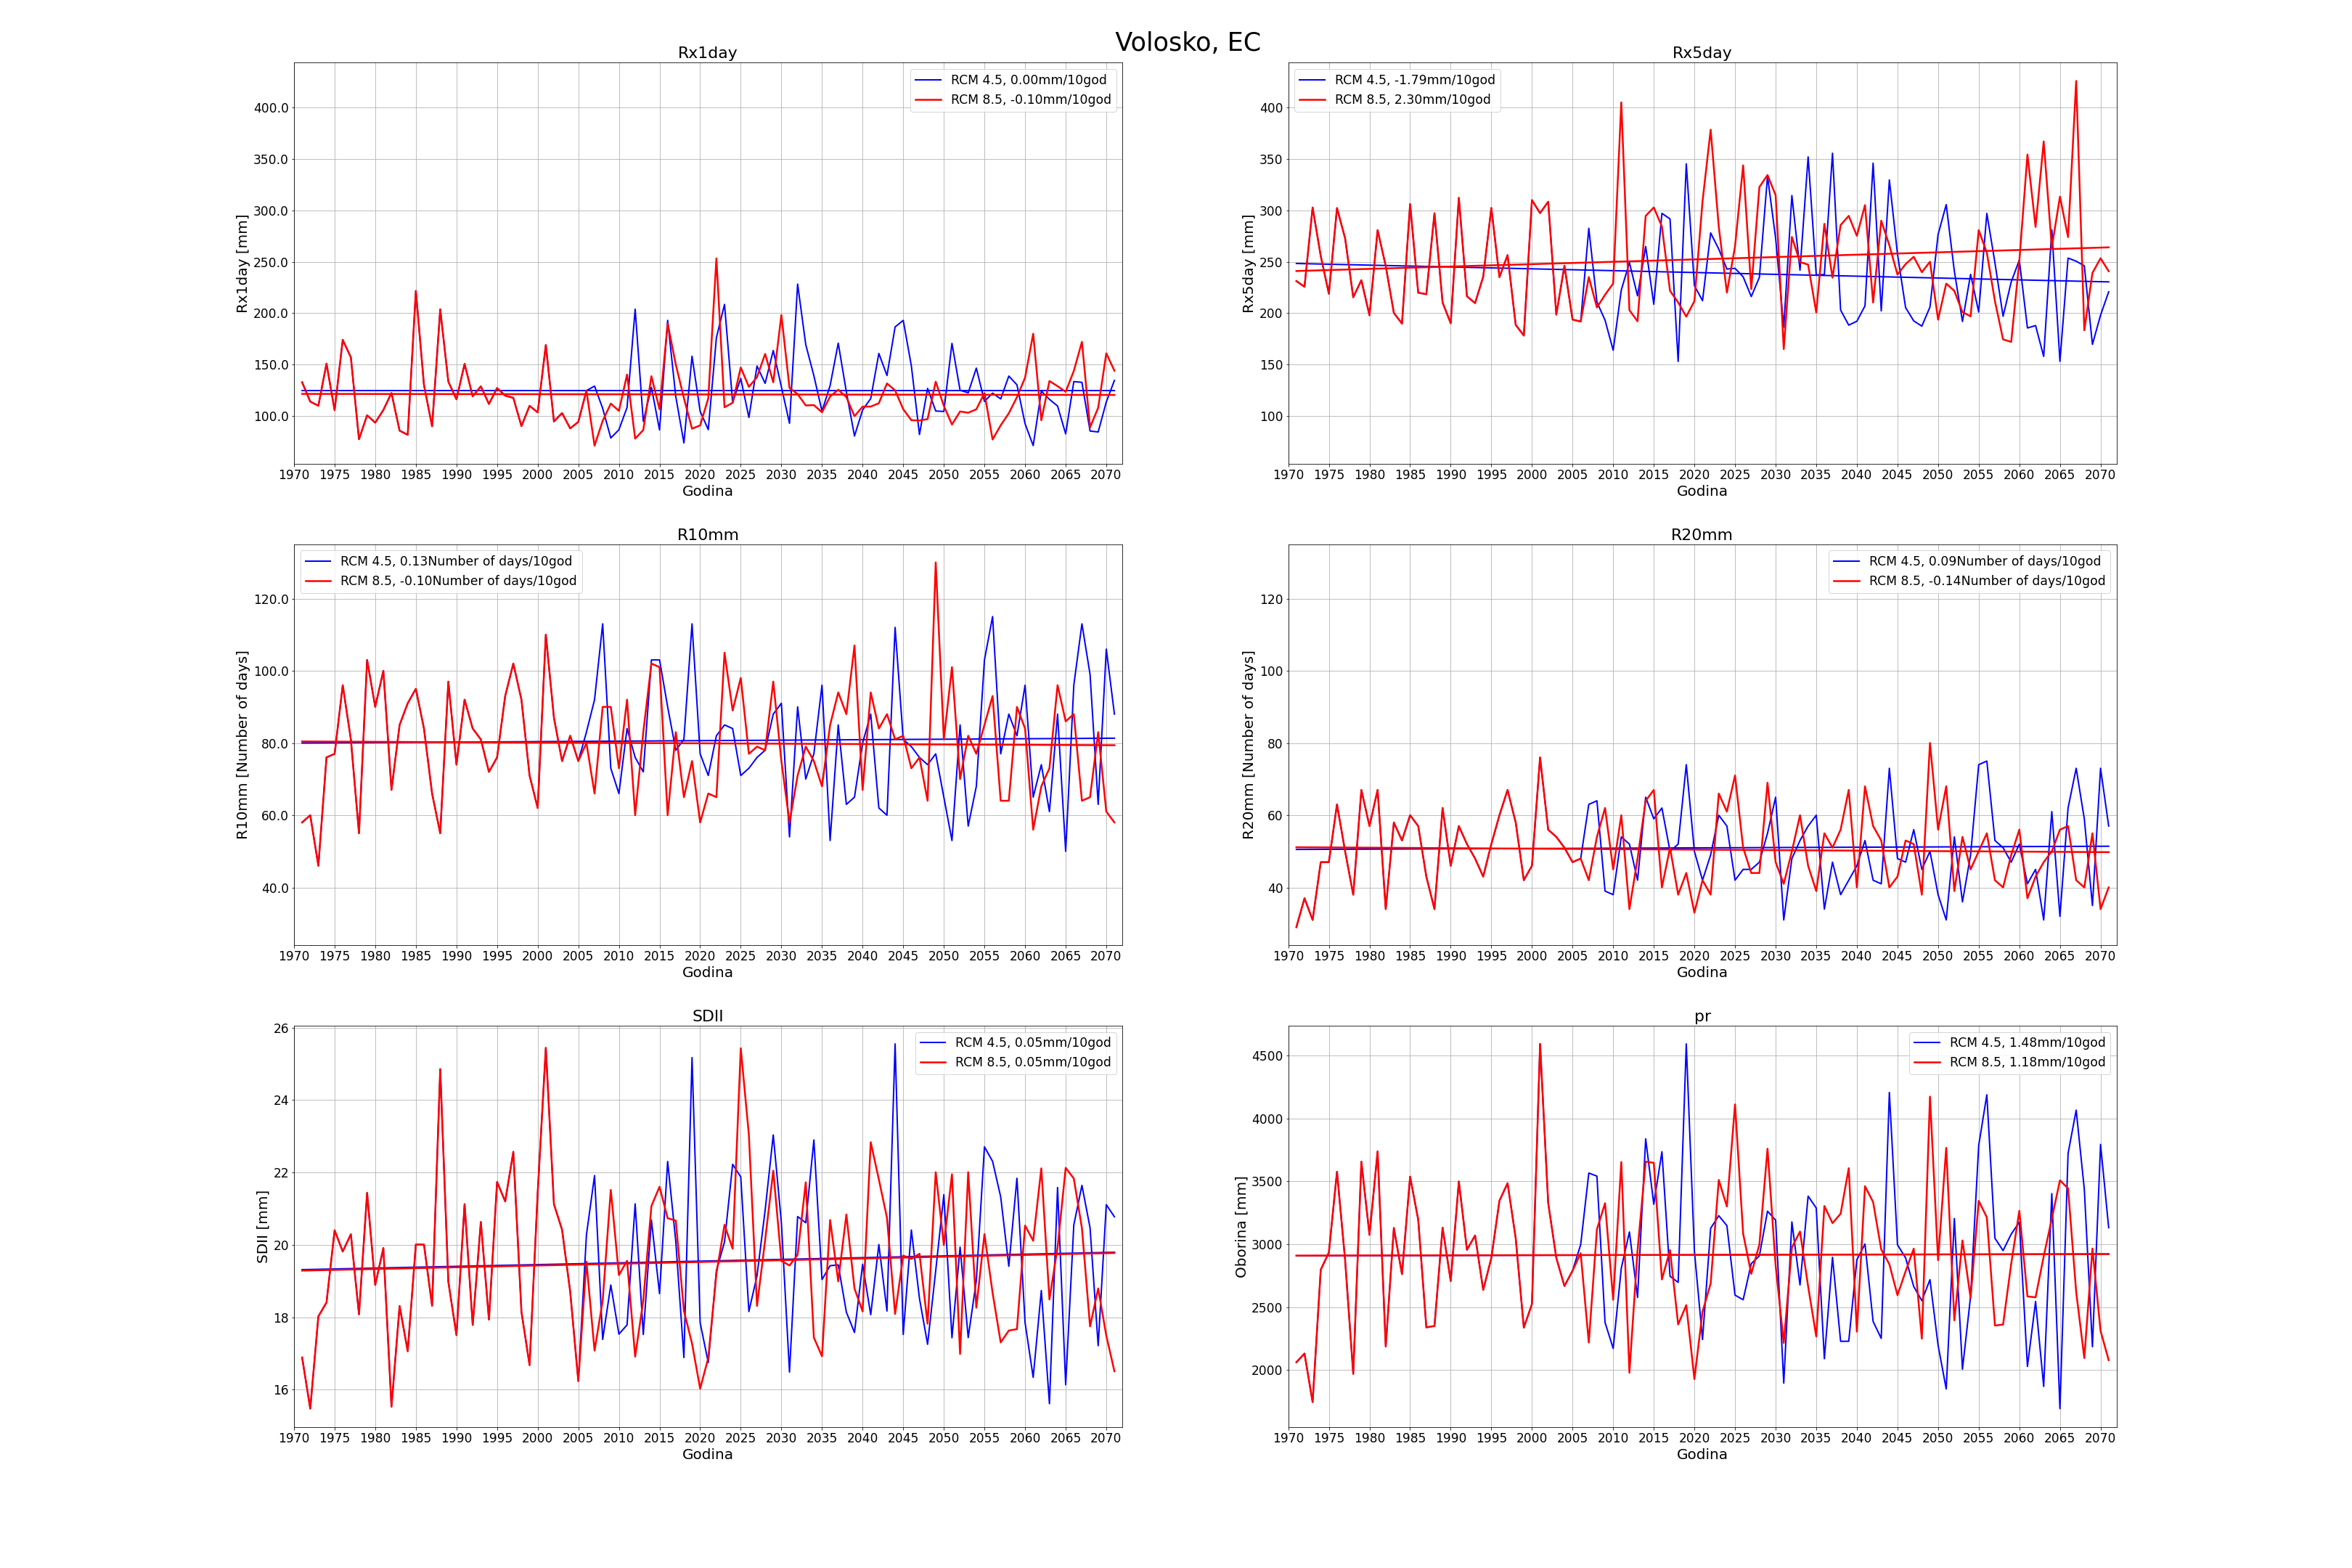 Volosko, EC
Rx1day
RCM 4.5, 0.00mm/10god
RCM 8.5, -0.10mm/10god
Rx1day [mm]
400.0
350.0
300.0
250.0
200.0
150.0
100.0
1970 1975 1980 1985 1990 1995 2000 2005 2010 2015 2020 2025 2030 2035 2040 2045 2050 2055 2060 2065 2070
Godina
Rx5day
RCM 4.5, -1.79mm/10god
RCM 8.5, 2.30mm/10god
Rx5day [mm]
400
350
300
250
200
150
100
1970 1975 1980 1985 1990 1995 2000 2005 2010 2015 2020 2025 2030 2035 2040 2045 2050 2055 2060 2065 2070
Godina
R10mm
RCM 4.5, 0.13Number of days/10god
RCM 8.5, -0.10Number of days/10god
R10mm [Number of days]
120.0
100.0
80.0
60.0
40.0
1970 1975 1980 1985 1990 1995 2000 2005 2010 2015 2020 2025 2030 2035 2040 2045 2050 2055 2060 2065 2070
Godina
R20mm
RCM 4.5, 0.09Number of days/10god
RCM 8.5, -0.14Number of days/10god
R20mm [Number of days]
120
100
80
60
40
1970 1975 1980 1985 1990 1995 2000 2005 2010 2015 2020 2025 2030 2035 2040 2045 2050 2055 2060 2065 2070
Godina
SDII
RCM 4.5, 0.05mm/10god
RCM 8.5, 0.05mm/10god
SDII [mm]
26
24
22
20
18
16
1970 1975 1980 1985 1990 1995 2000 2005 2010 2015 2020 2025 2030 2035 2040 2045 2050 2055 2060 2065 2070
Godina
pr
RCM 4.5, 1.48mm/10god
RCM 8.5, 1.18mm/10god
Oborina [mm]
4500
4000
3500
3000
2500
2000
1970 1975 1980 1985 1990 1995 2000 2005 2010 2015 2020 2025 2030 2035 2040 2045 2050 2055 2060 2065 2070
Godina